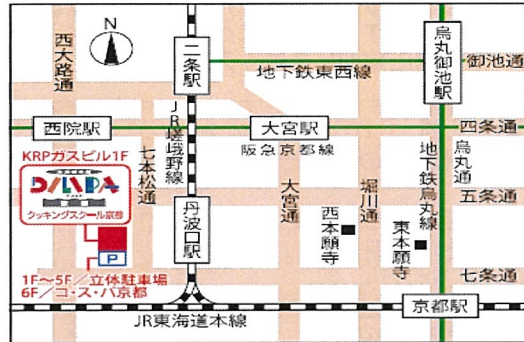 N
西大路通
二条駅
烏丸御池駅
御池通
地下鉄東西線
西院駅
JR嵯峨野線
大宮駅
四条通
阪急京都線
KRPガスビル1F
DILIPA
クッキングスクール京都
七本松通
丹波口駅
大宮通
堀川通
地下鉄烏丸線
烏丸通
五条通
西本願寺
東本願寺
P
1F〜5F/立体駐車場
6F/コ・ス・パ京都
七条通
京都駅
JR東海道本線